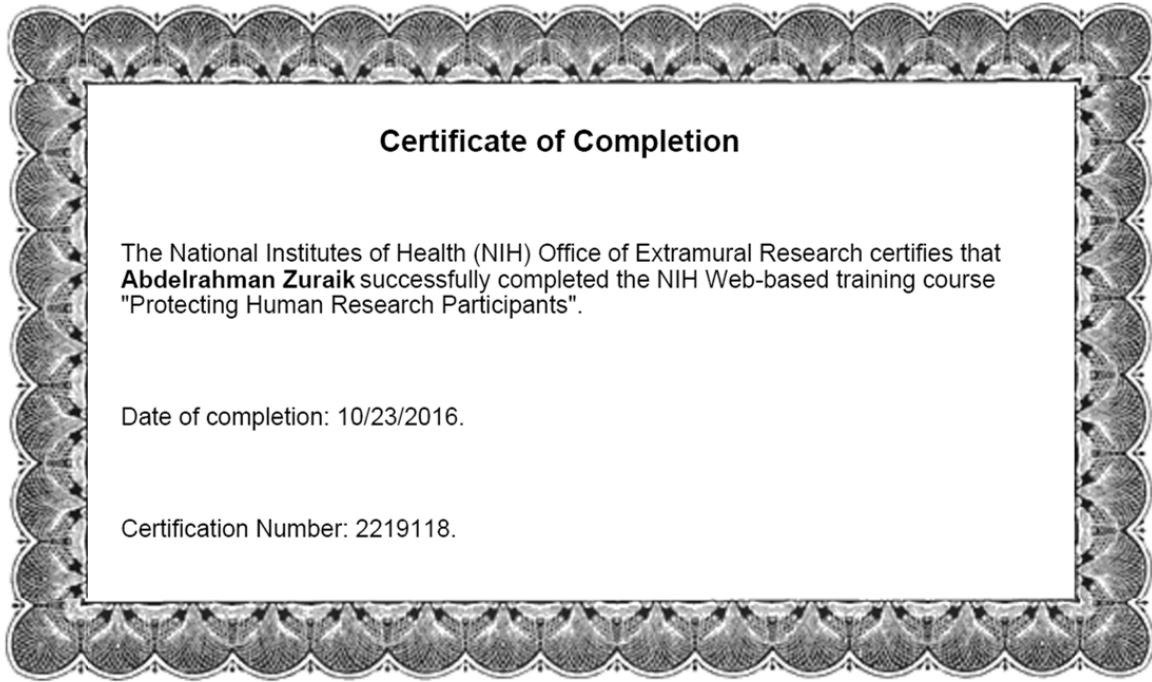 Certificate of Completion
The National Institutes of Health (NIH) Office of Extramural Research certifies that
Abdelrahman Zuraik successfully completed the NIH Web-based training course
"Protecting Human Research Participants".
Date of completion: 10/23/2016.
Certification Number: 2219118.